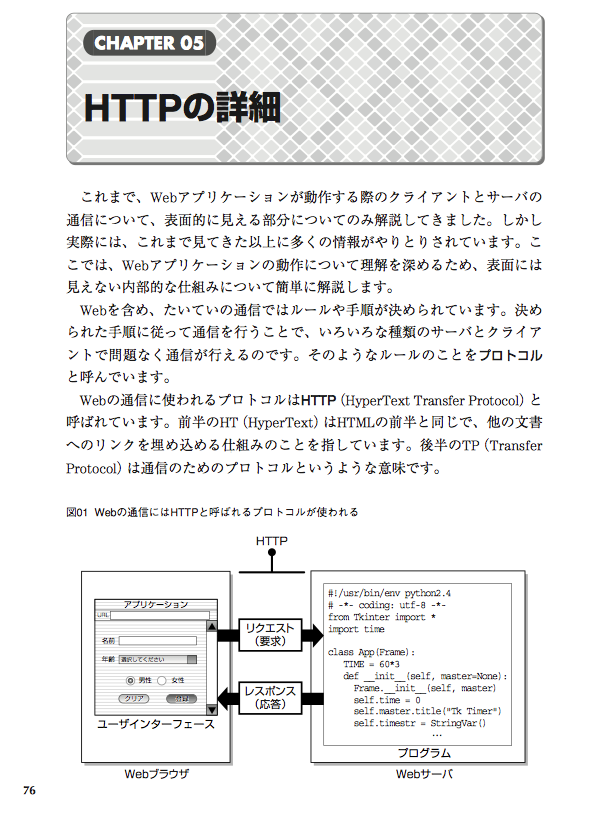 CHAPTER 05
HTTPの詳細
これまで、Webアプリケーションが動作する際のクライアントとサーバの
通信について、表面的に見える部分についてのみ解説してきました。しかし
実際には、これまで見てきた以上に多くの情報がやりとりされています。こ
こでは、Webアプリケーションの動作について理解を深めるため、表面には
見えない内部的な仕組みについて簡単に解説します。
Webを含め、たいていの通信ではルールや手順が決められています。決め
られた手順に従って通信を行うことで、いろいろな種類のサーバとクライア
ントで問題なく通信が行えるのです。そのようなルールのことをプロトコル
と呼んでいます。
Webの通信に使われるプロトコルはHTTP（HyperText Transfer Protocol）と
呼ばれています。前半のHT（HyperText）はHTMLの前半と同じで、他の文書
へのリンクを埋め込める仕組みのことを指しています。後半のTP（Transfer
Protocol）は通信のためのプロトコルというような意味です。
図01 Webの通信にはHTTPと呼ばれるプロトコルが使われる
HTTP
アプリケーション
URL
名前
年齢 選択してください
男性 女性
クリア 登録
ユーザインターフェース
Webブラウザ
リクエスト
（要求）
レスポンス
（応答）
#!/usr/bin/env python2.4
# -*- coding: utf-8 -*-
from Tkinter import *
import time
class App(Frame):
TIME = 60*3
def __init__(self, master=None):
Frame.__init__(self, master)
self.time = 0
self.master.title("Tk Timer")
self.timestr = StringVar()
…
プログラム
Webサーバ
76